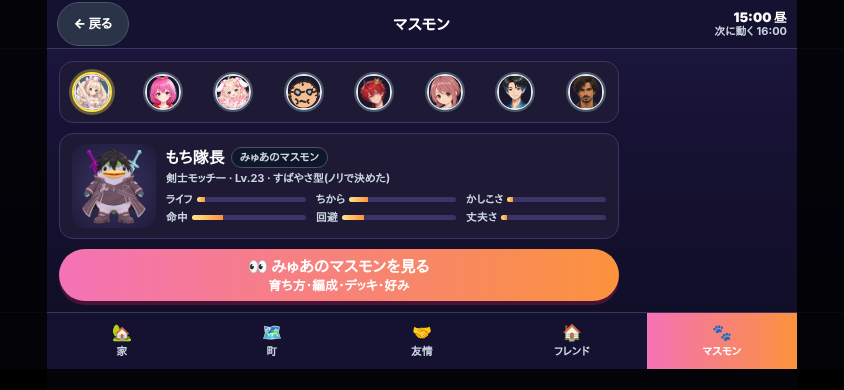 ← 戻る
マスモン
15:00 昼
次に動く 16:00
もち隊長 みゅあのマスモン
剣士モッチー · Lv.23 · すばやさ型(ノリで決めた)
ライフ ちから かしこさ
命中 回避 丈夫さ
👀 みゅあのマスモンを見る
育ち方・編成・デッキ・好み
家 町 友情 フレンド マスモン